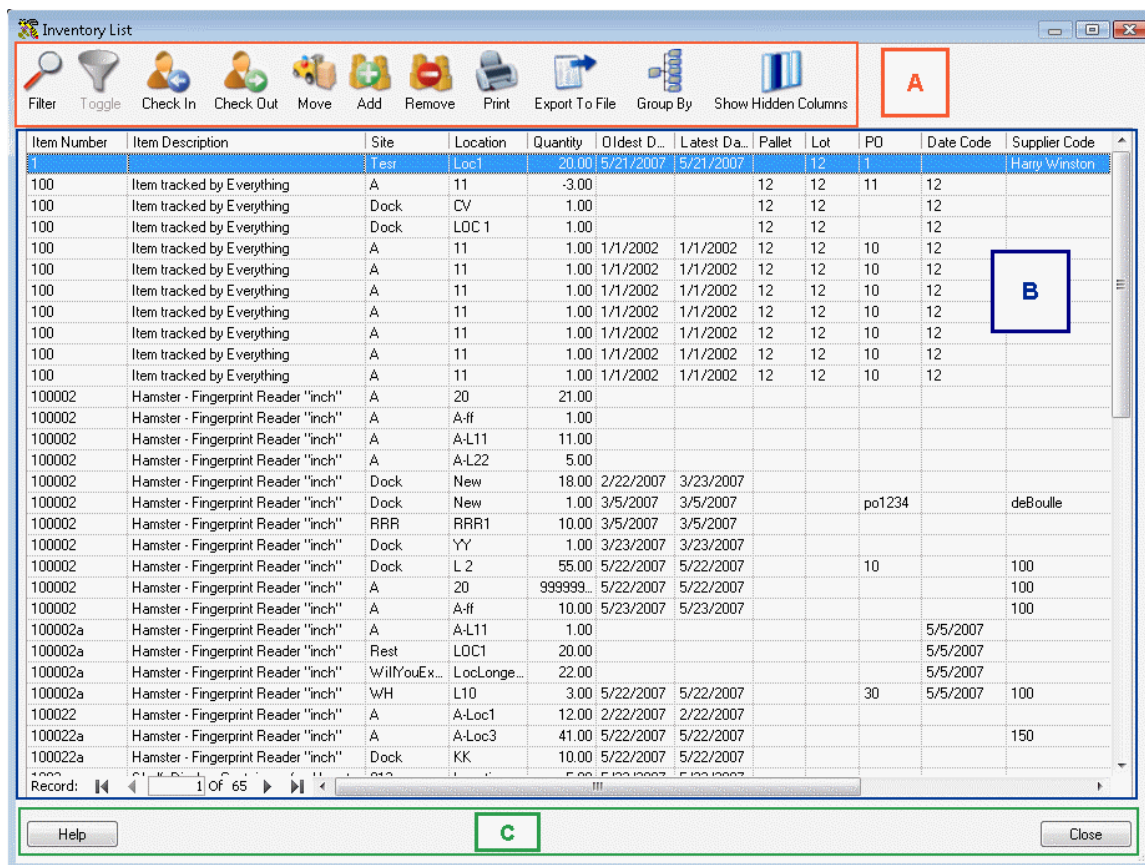 Inventory List
Filter Toggle Check In Check Out Move Add Remove Print Export To File Group By Show Hidden Columns
A
Item Number Item Description Site Location Quantity Oldest D... Latest Da... Pallet Lot PO Date Code Supplier Code
1 Tesr Loc1 20.00 5/21/2007 5/21/2007 12 1 Harry Winston
100 Item tracked by Everything A 11 -3.00 12 12 11 12
100 Item tracked by Everything Dock CV 1.00 12 12 12
100 Item tracked by Everything Dock LOC 1 1.00 12 12 12
100 Item tracked by Everything A 11 1.00 1/1/2002 1/1/2002 12 12 10 12
100 Item tracked by Everything A 11 1.00 1/1/2002 1/1/2002 12 12 10 12
100 Item tracked by Everything A 11 1.00 1/1/2002 1/1/2002 12 12 10 12
B
100 Item tracked by Everything A 11 1.00 1/1/2002 1/1/2002 12 12 10 12
100 Item tracked by Everything A 11 1.00 1/1/2002 1/1/2002 12 12 10 12
100 Item tracked by Everything A 11 1.00 1/1/2002 1/1/2002 12 12 10 12
100 Item tracked by Everything A 11 1.00 1/1/2002 1/1/2002 12 12 10 12
100002 Hamster - Fingerprint Reader "inch" A 20 21.00
100002 Hamster - Fingerprint Reader "inch" A A-ff 1.00
100002 Hamster - Fingerprint Reader "inch" A A-L11 11.00
100002 Hamster - Fingerprint Reader "inch" A A-L22 5.00
100002 Hamster - Fingerprint Reader "inch" Dock New 18.00 2/22/2007 3/23/2007
100002 Hamster - Fingerprint Reader "inch" Dock New 1.00 3/5/2007 3/5/2007 po1234 deBoulle
100002 Hamster - Fingerprint Reader "inch" RRR RRR1 10.00 3/5/2007 3/5/2007
100002 Hamster - Fingerprint Reader "inch" Dock YY 1.00 3/23/2007 3/23/2007
100002 Hamster - Fingerprint Reader "inch" Dock L 2 55.00 5/22/2007 5/22/2007 10 100
100002 Hamster - Fingerprint Reader "inch" A 20 999999... 5/22/2007 5/22/2007 100
100002 Hamster - Fingerprint Reader "inch" A A-ff 10.00 5/23/2007 5/23/2007 100
100002a Hamster - Fingerprint Reader "inch" A A-L11 1.00 5/5/2007
100002a Hamster - Fingerprint Reader "inch" Rest LOC1 20.00 5/5/2007
100002a Hamster - Fingerprint Reader "inch" WillYouEx... LocLonge... 22.00 5/5/2007
100002a Hamster - Fingerprint Reader "inch" WH L10 3.00 5/22/2007 5/22/2007 30 5/5/2007 100
100022 Hamster - Fingerprint Reader "inch" A A-Loc1 12.00 2/22/2007 2/22/2007
100022a Hamster - Fingerprint Reader "inch" A A-Loc3 41.00 5/22/2007 5/22/2007 150
100022a Hamster - Fingerprint Reader "inch" Dock KK 10.00 5/22/2007 5/22/2007
Record: 1 Of 65
Help C Close